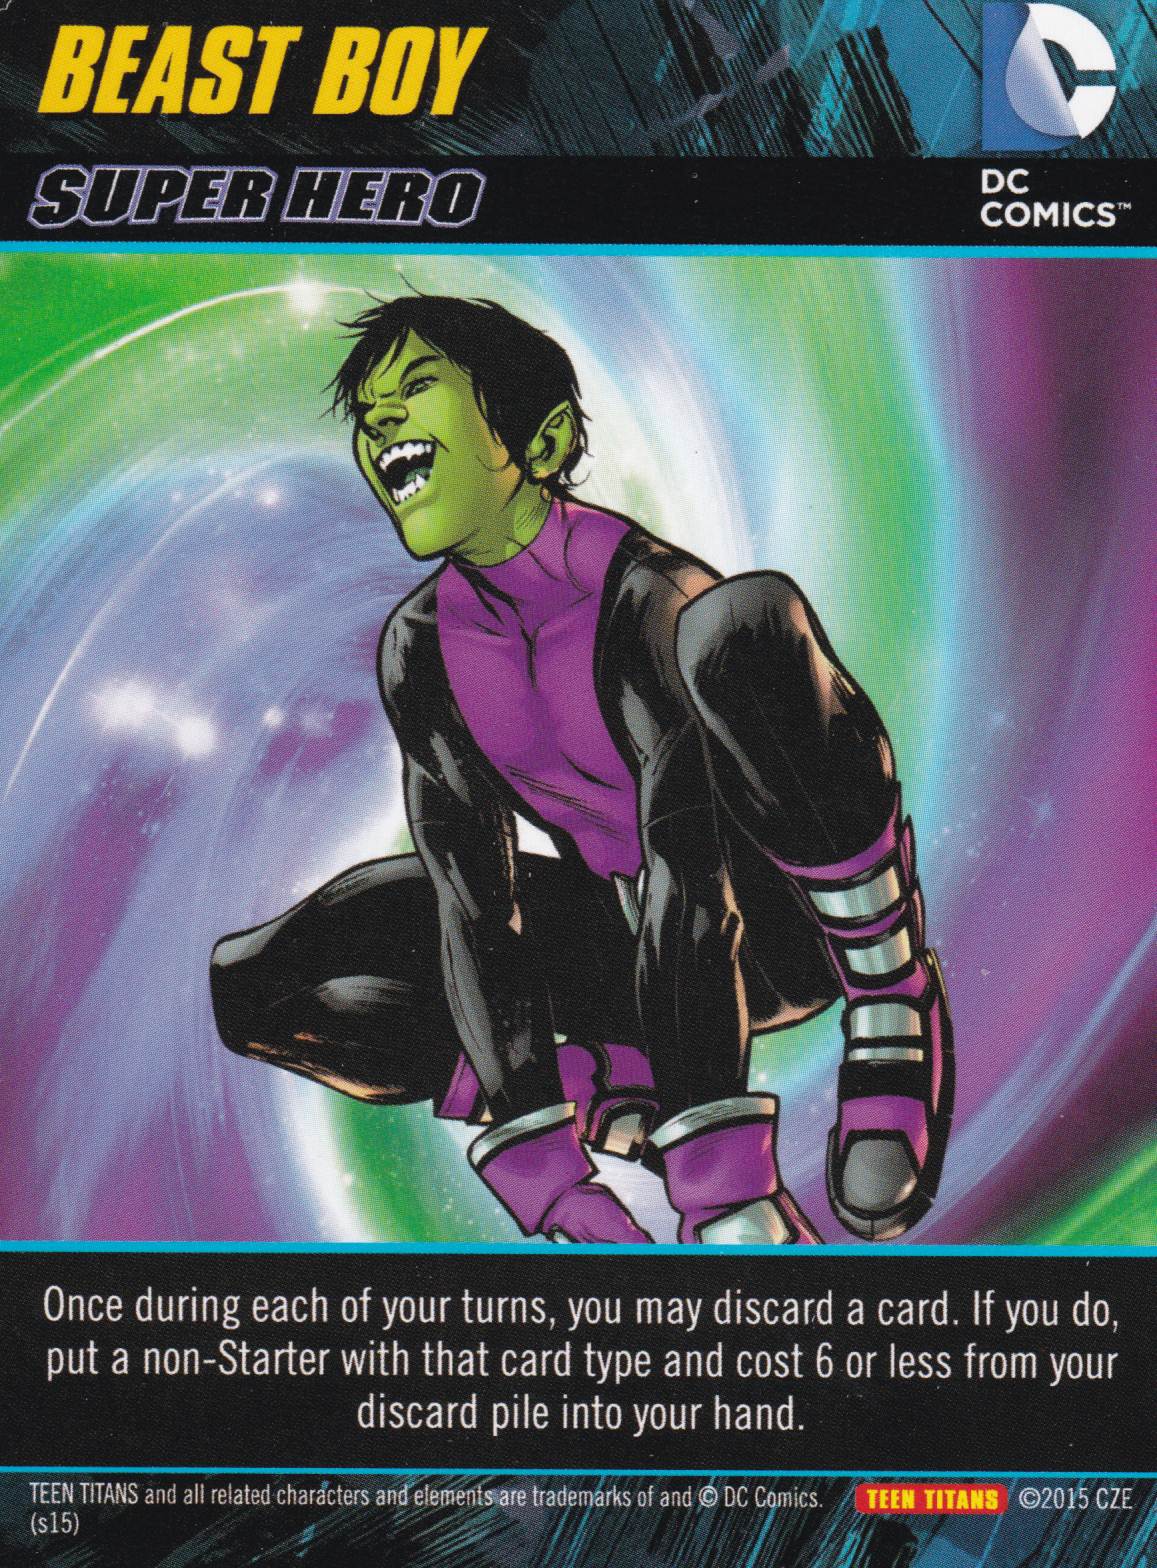 BEAST BOY
SUPER HERO
DC
COMICS™
Once during each of your turns, you may discard a card. If you do,
put a non-Starter with that card type and cost 6 or less from your
discard pile into your hand.
TEEN TITANS and all related characters and elements are trademarks of and © DC Comics.
(s15)
TEEN TITANS
©2015 CZE